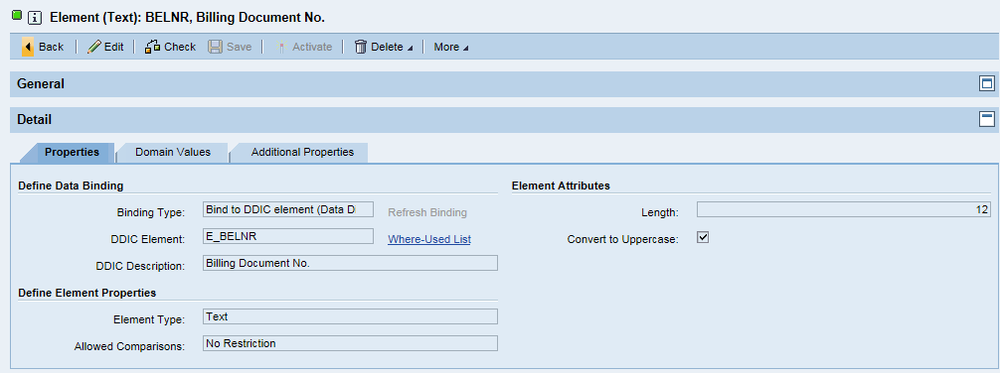 Element (Text): BELNR, Billing Document No.
Back Edit Check Save Activate Delete More
General
Detail
Properties Domain Values Additional Properties
Define Data Binding Element Attributes
Binding Type: Bind to DDIC element (Data D Refresh Binding Length: 12
DDIC Element: E_BELNR Where-Used List Convert to Uppercase:
DDIC Description: Billing Document No.
Define Element Properties
Element Type: Text
Allowed Comparisons: No Restriction